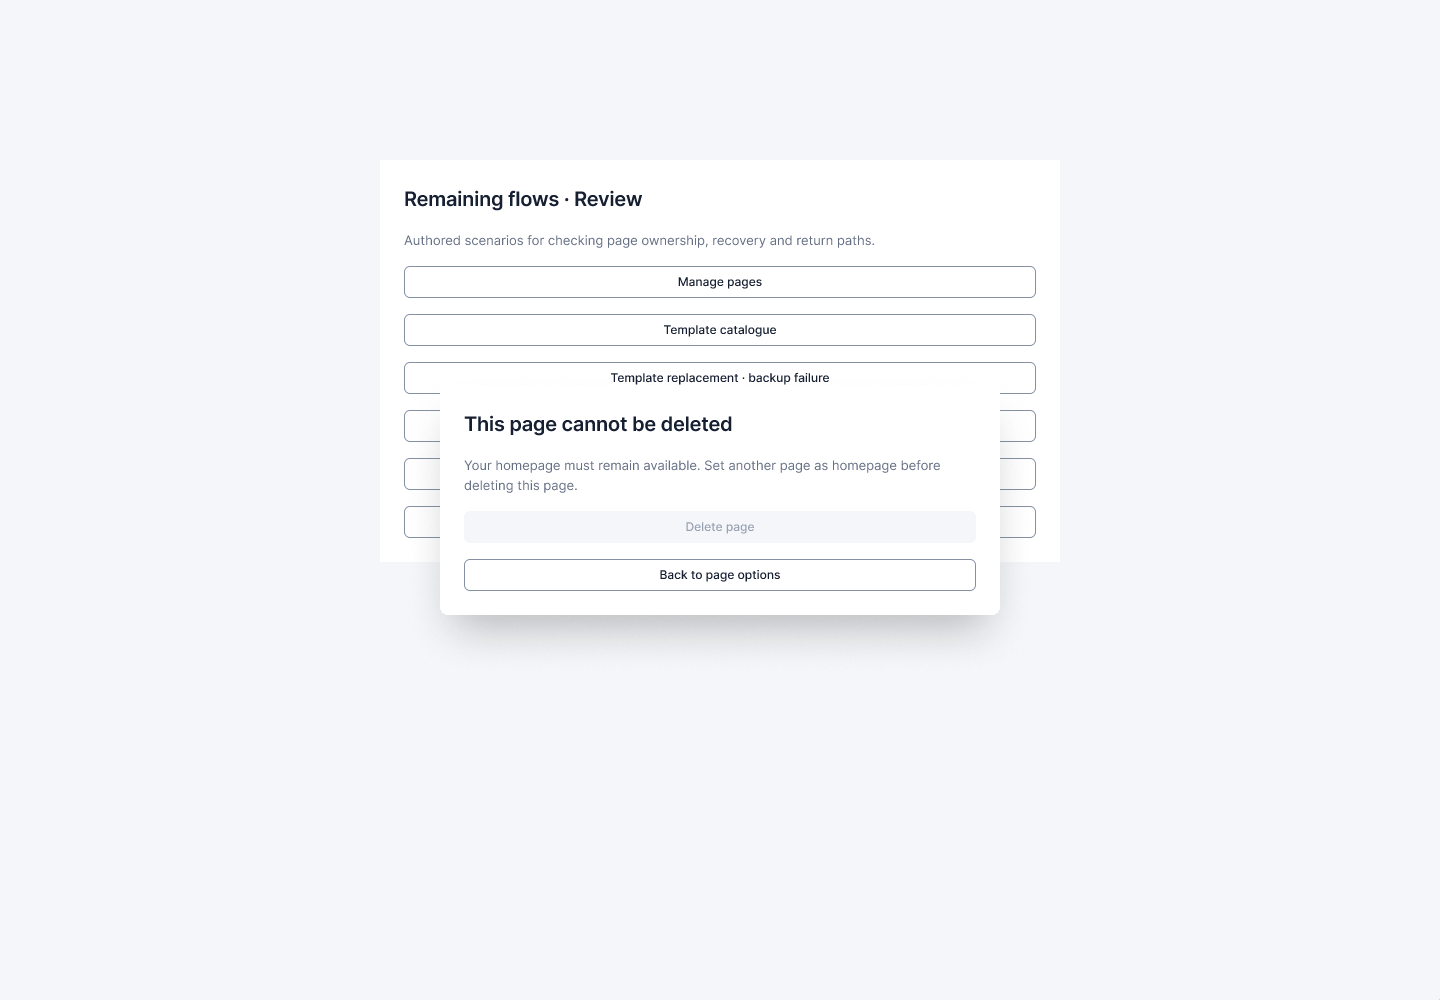 Remaining flows · Review
Authored scenarios for checking page ownership, recovery and return paths.
Manage pages
Template catalogue
Template replacement · backup failure
This page cannot be deleted
Your homepage must remain available. Set another page as homepage before
deleting this page.
Delete page
Back to page options